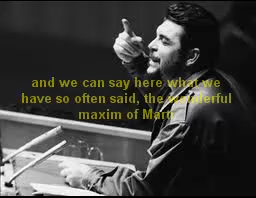 and we can say here what we
have so often said, the wonderful
maxim of Marti